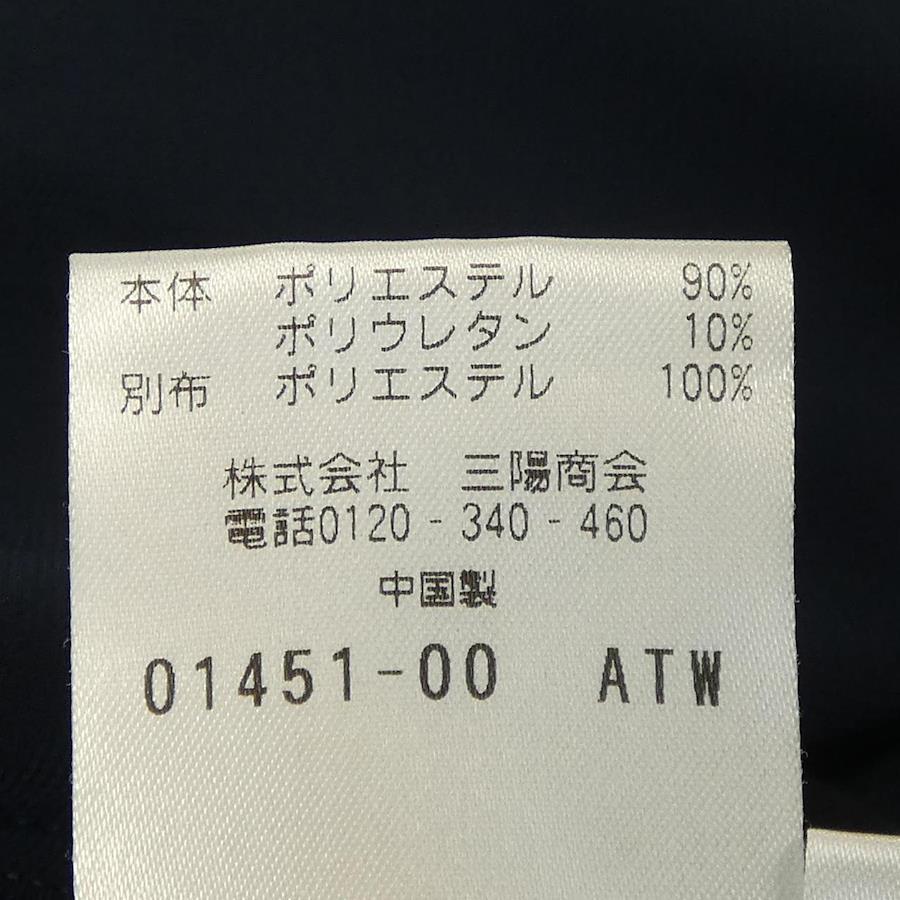 本体 ポリエステル 90%
ポリウレタン 10%
別布 ポリエステル 100%
株式会社 三陽商会
電話0120-340-460
中国製
01451-00 ATW